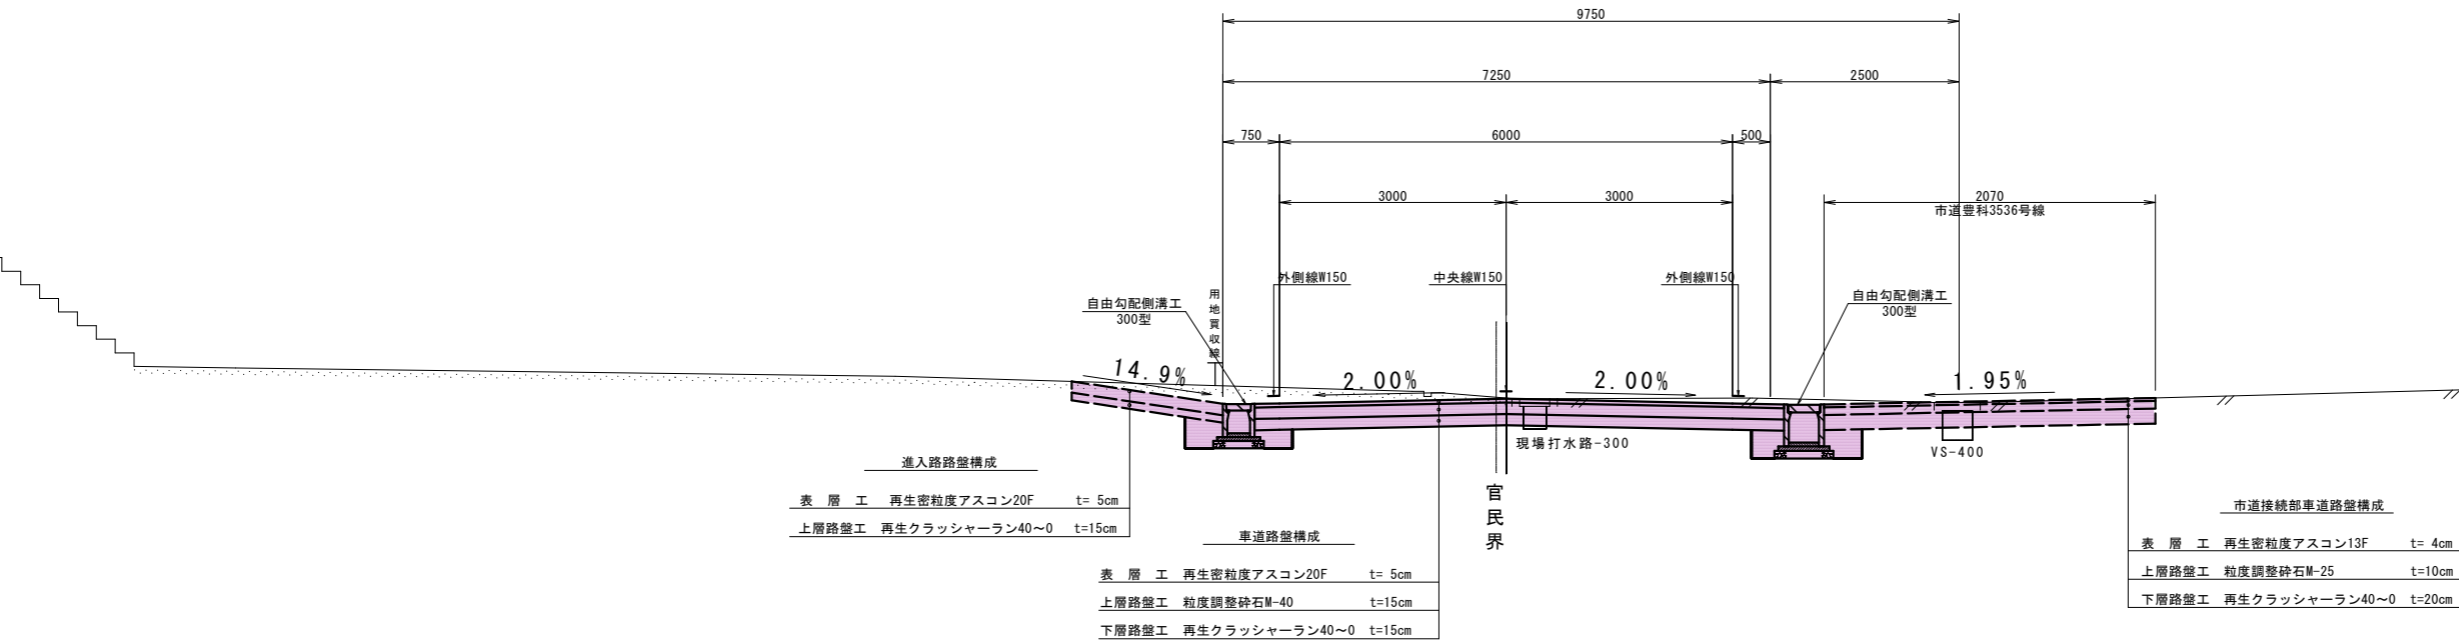 9750
7250
2500
750
6000
500
3000
3000
2070
市道豊科3536号線
外側線W150
中央線W150
外側線W150
用地買収線
自由勾配側溝工
300型
自由勾配側溝工
300型
14.9%
2.00%
2.00%
1.95%
現場打水路-300
VS-400
官民界
進入路路盤構成
表 層 工 再生密粒度アスコン20F t= 5cm
上層路盤工 再生クラッシャーラン40～0 t=15cm
車道路盤構成
表 層 工 再生密粒度アスコン20F t= 5cm
上層路盤工 粒度調整砕石M-40 t=15cm
下層路盤工 再生クラッシャーラン40～0 t=15cm
市道接続部車道路盤構成
表 層 工 再生密粒度アスコン13F t= 4cm
上層路盤工 粒度調整砕石M-25 t=10cm
下層路盤工 再生クラッシャーラン40～0 t=20cm